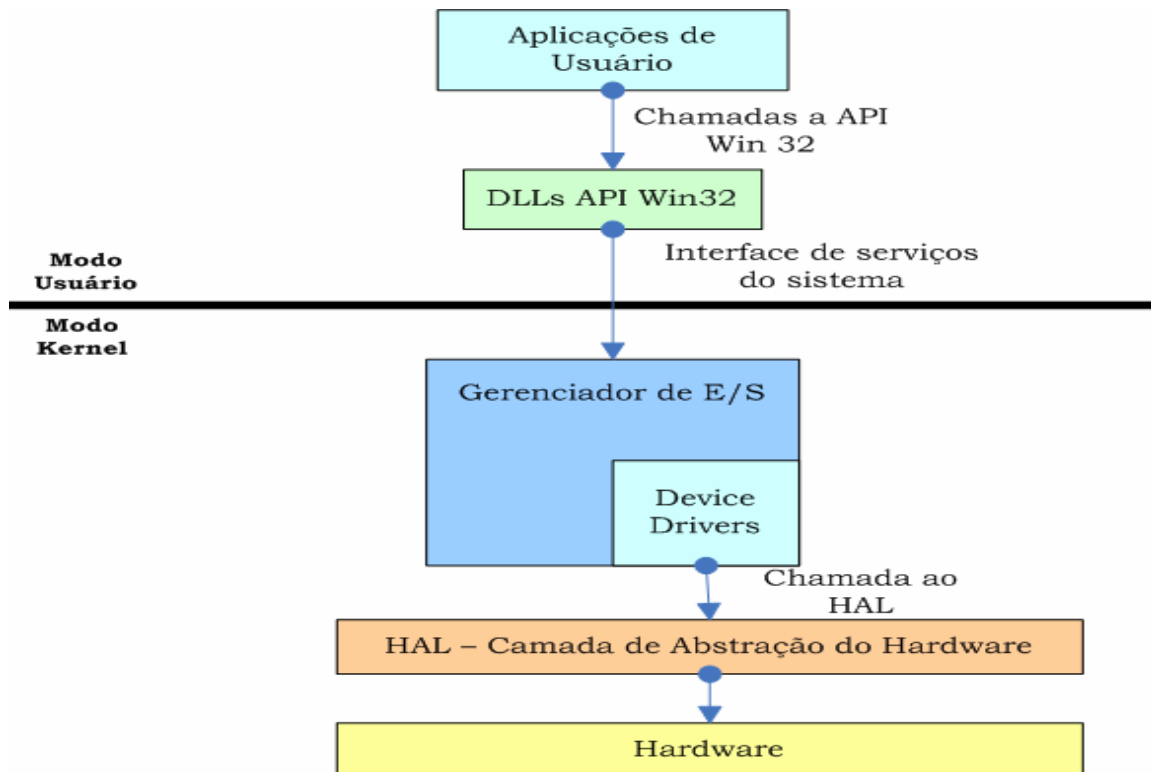 Aplicações de
Usuário
Chamadas a API
Win 32
DLLs API Win32
Interface de serviços
do sistema
Modo
Usuário
Modo
Kernel
Gerenciador de E/S
Device
Drivers
Chamada ao
HAL
HAL – Camada de Abstração do Hardware
Hardware